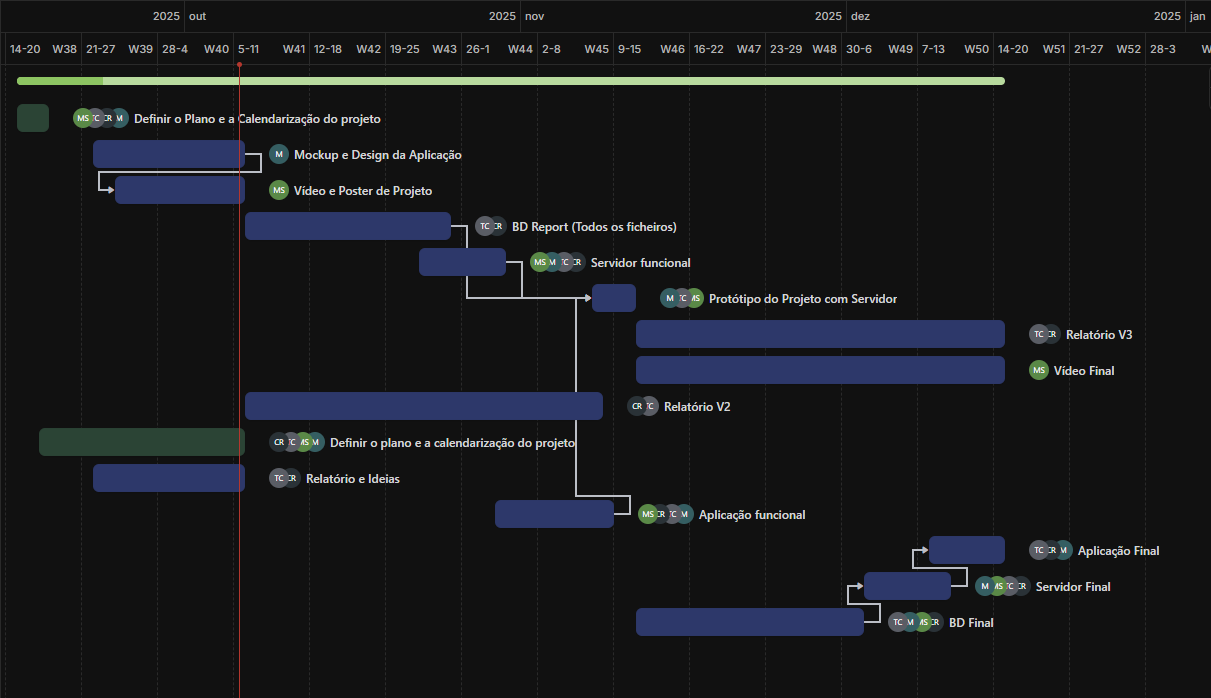 2025 out 2025 nov 2025 dez 2025 jan
14-20 W38 21-27 W39 28-4 W40 5-11 W41 12-18 W42 19-25 W43 26-1 W44 2-8 W45 9-15 W46 16-22 W47 23-29 W48 30-6 W49 7-13 W50 14-20 W51 21-27 W52 28-3 W
MS TC CR M Definir o Plano e a Calendarização do projeto
M Mockup e Design da Aplicação
MS Vídeo e Poster de Projeto
TC CR BD Report (Todos os ficheiros)
MS M TC CR Servidor funcional
M TC MS Protótipo do Projeto com Servidor
TC CR Relatório V3
MS Vídeo Final
CR TC Relatório V2
CR TC MS M Definir o plano e a calendarização do projeto
TC CR Relatório e Ideias
MS CR TC M Aplicação funcional
TC CR M Aplicação Final
M MS TC CR Servidor Final
TC M MS CR BD Final